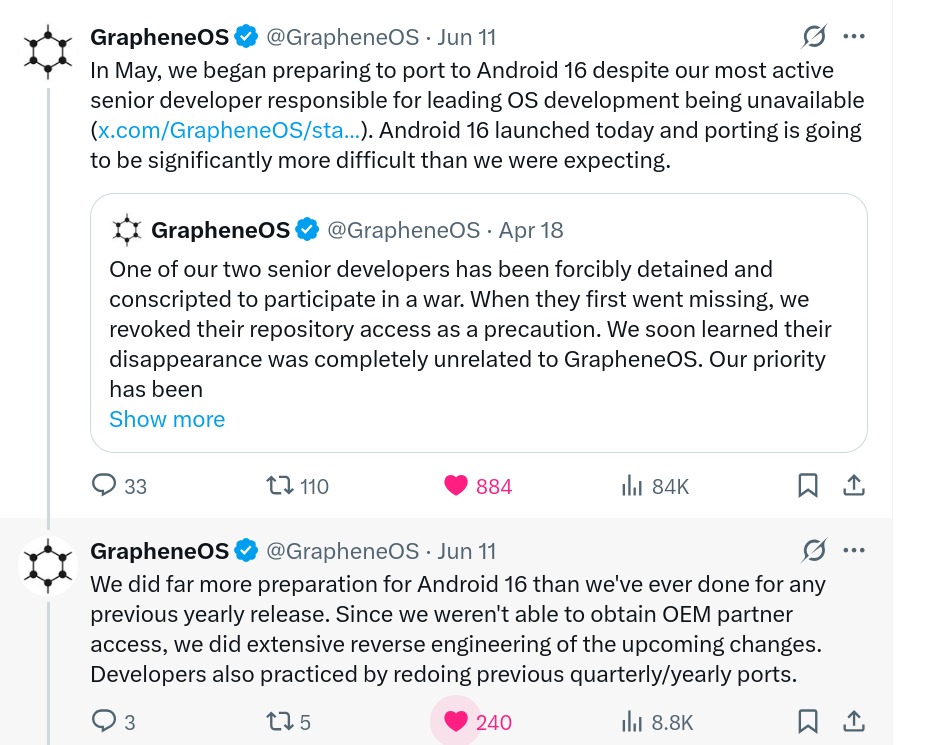 GrapheneOS @GrapheneOS · Jun 11
In May, we began preparing to port to Android 16 despite our most active
senior developer responsible for leading OS development being unavailable
(x.com/GrapheneOS/sta...). Android 16 launched today and porting is going
to be significantly more difficult than we were expecting.
GrapheneOS @GrapheneOS · Apr 18
One of our two senior developers has been forcibly detained and
conscripted to participate in a war. When they first went missing, we
revoked their repository access as a precaution. We soon learned their
disappearance was completely unrelated to GrapheneOS. Our priority
has been
Show more
33 110 884 84K
GrapheneOS @GrapheneOS · Jun 11
We did far more preparation for Android 16 than we've ever done for any
previous yearly release. Since we weren't able to obtain OEM partner
access, we did extensive reverse engineering of the upcoming changes.
Developers also practiced by redoing previous quarterly/yearly ports.
3 5 240 8.8K